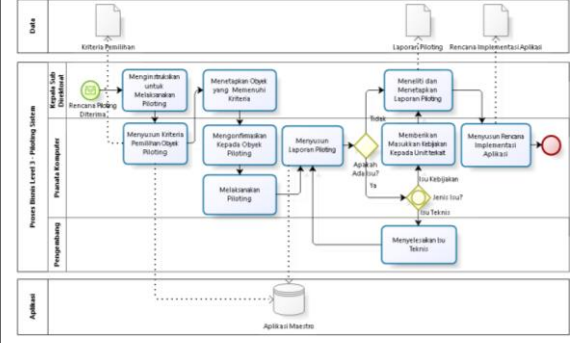 Data
Kriteria Pemilihan
Laporan Piloting
Rencana Implementasi Aplikasi
Proses Bisnis Level 3 - Piloting Sistem
Kepala Sub
Direktorat
Rencana Piloting
Diterima
Menginstruksikan
untuk
Melaksanakan
Piloting
Menetapkan Obyek
yang Memenuhi
Kriteria
Meneliti dan
Menetapkan
Laporan Piloting
Pranata Komputer
Menyusun Kriteria
Pemilihan Obyek
Piloting
Mengonfirmasikan
Kepada Obyek
Piloting
Melaksanakan
Piloting
Menyusun
Laporan Piloting
Tidak
Apakah
Ada Isu?
Ya
Memberikan
Masukkan Kebijakan
Kepada Unit terkait
Menyusun Rencana
Implementasi
Aplikasi
Isu Kebijakan
Jenis Isu?
Isu Teknis
Pengembang
Menyelesaikan Isu
Teknis
Aplikasi
Aplikasi Maestro